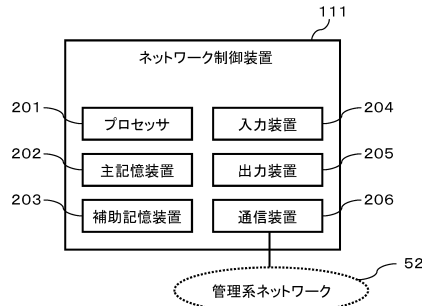 111
ネットワーク制御装置
201
プロセッサ
入力装置
204
202
主記憶装置
出力装置
205
203
補助記憶装置
通信装置
206
52
管理系ネットワーク